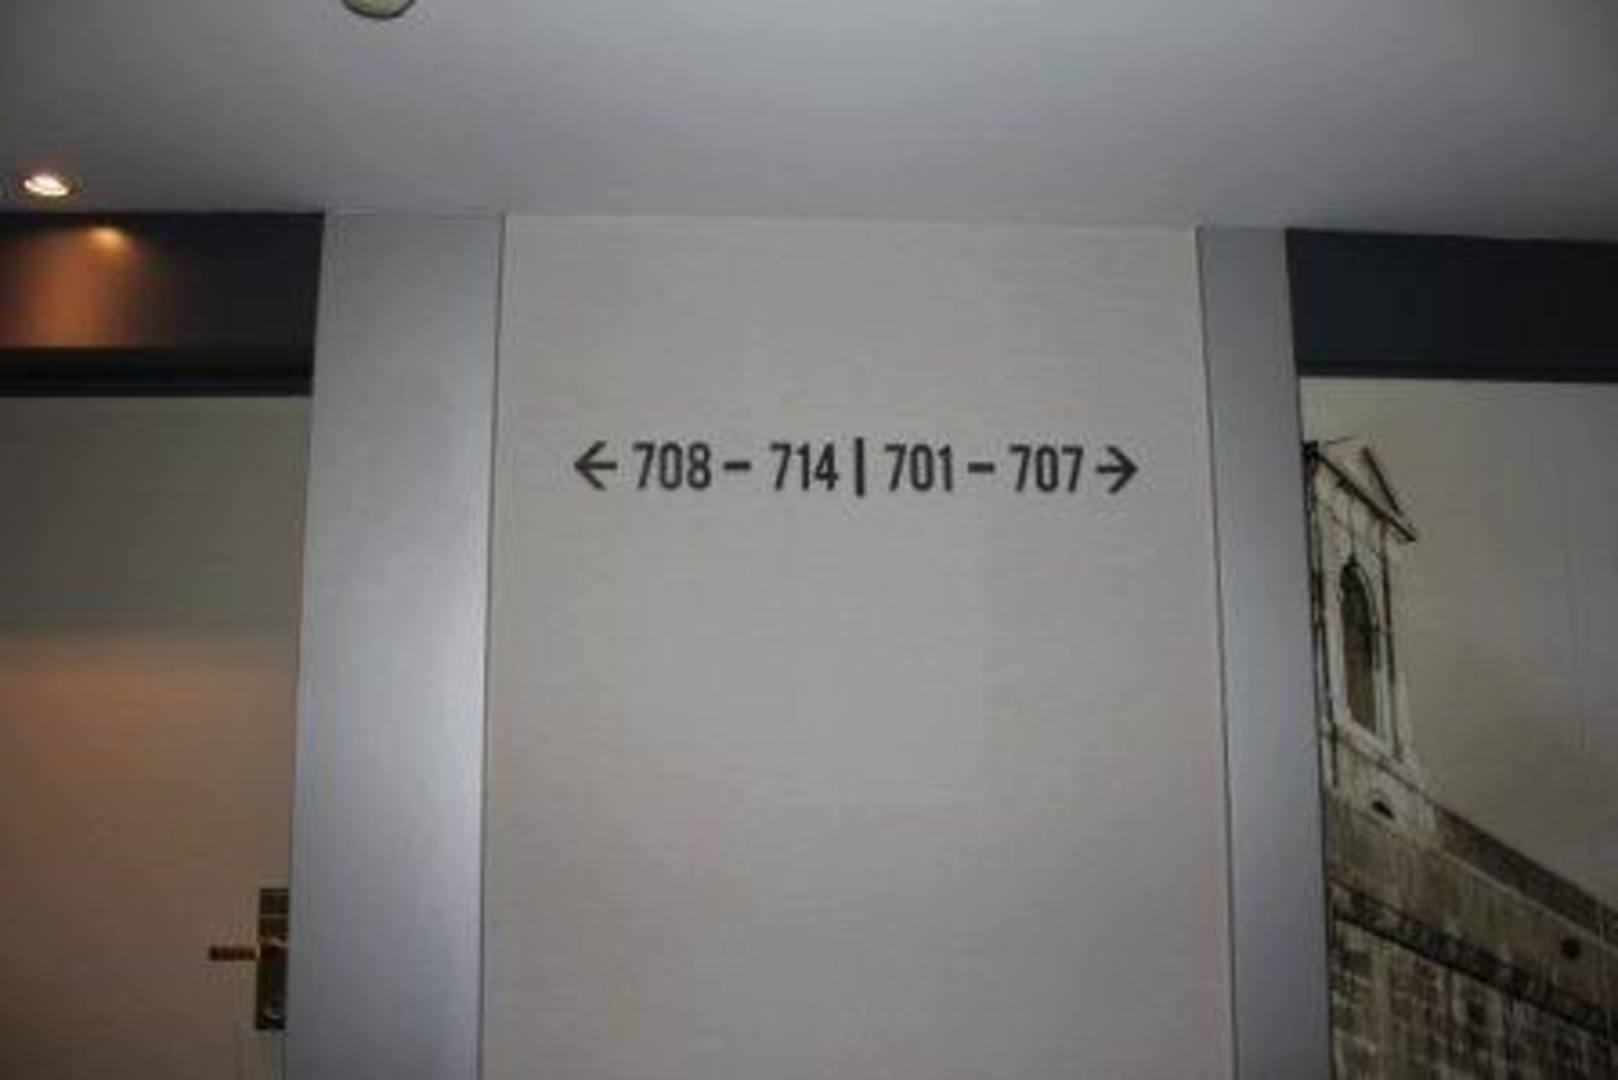 ← 708 – 714 | 701 – 707 →